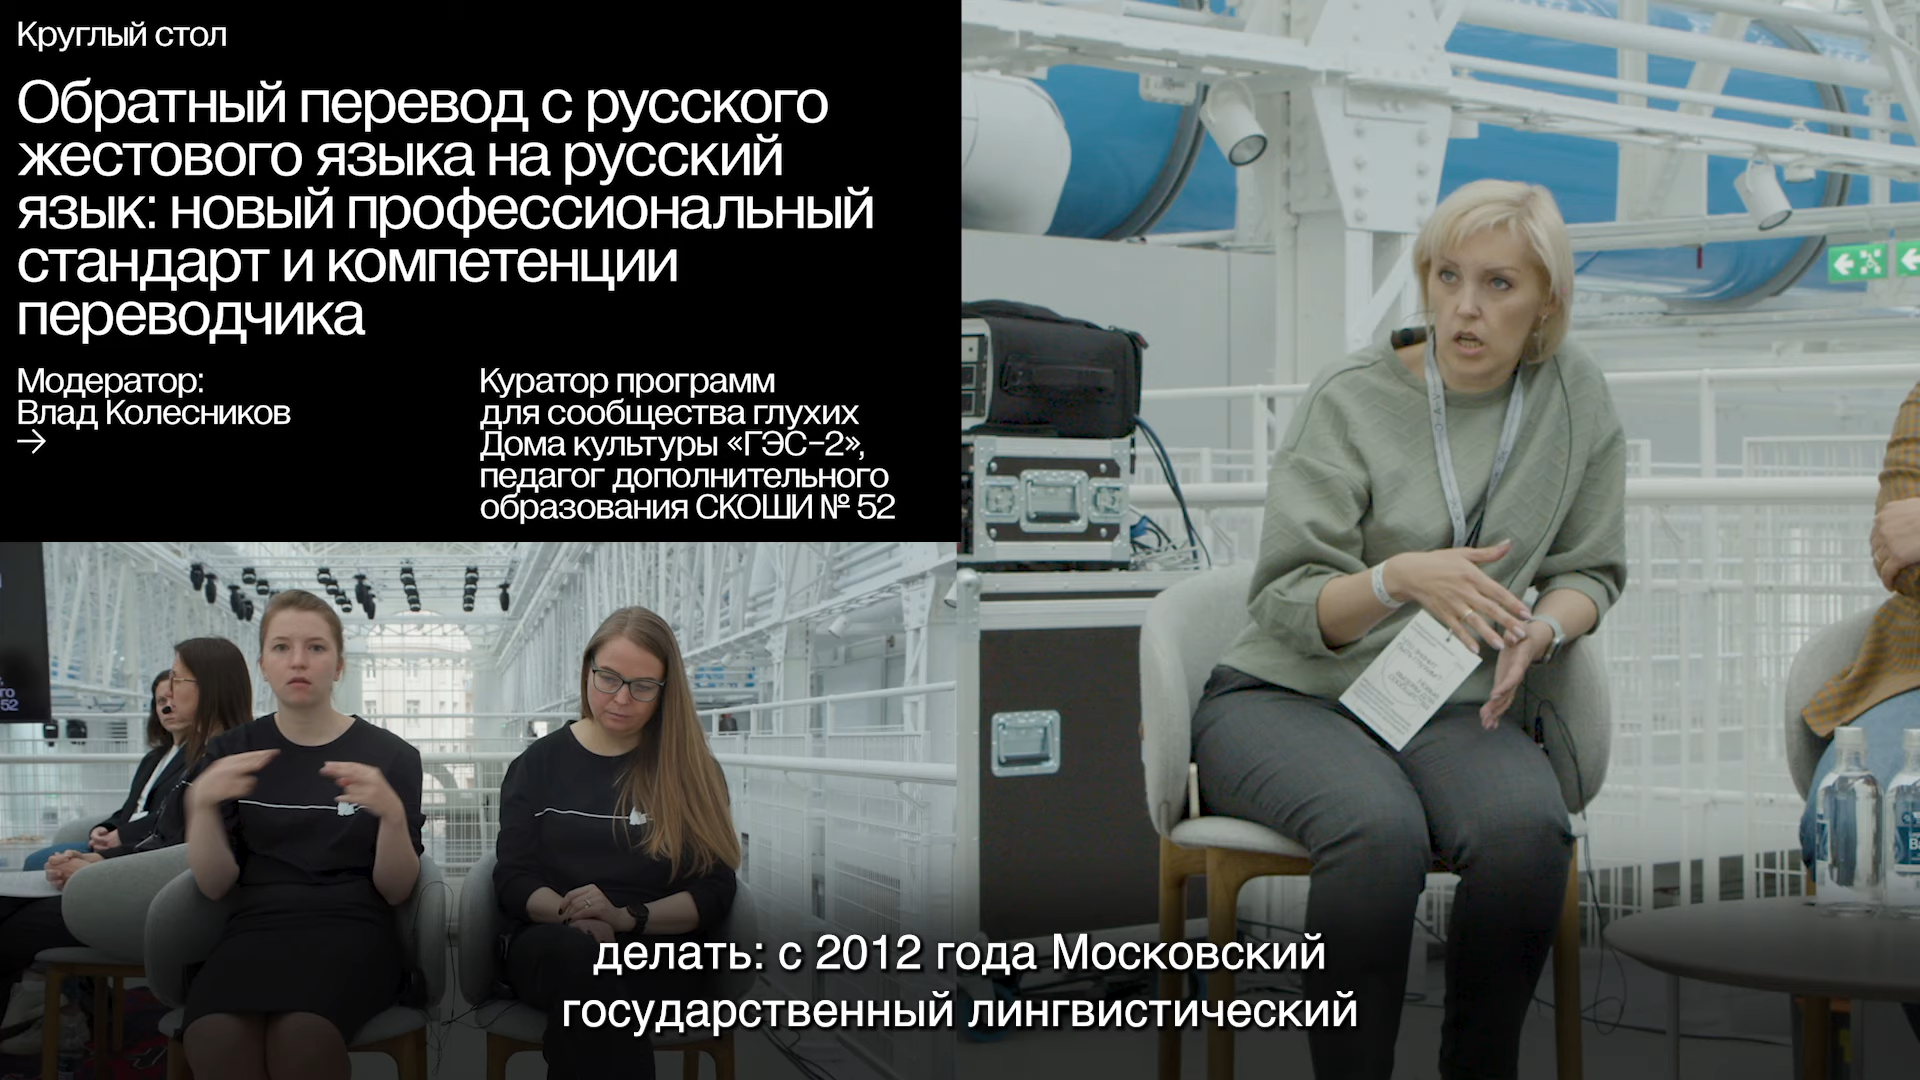 Круглый стол
Обратный перевод с русского
жестового языка на русский
язык: новый профессиональный
стандарт и компетенции
переводчика
Модератор:
Влад Колесников
→
Куратор программ
для сообщества глухих
Дома культуры «ГЭС–2»,
педагог дополнительного
образования СКОШИ № 52
52
делать: с 2012 года Московский
государственный лингвистический